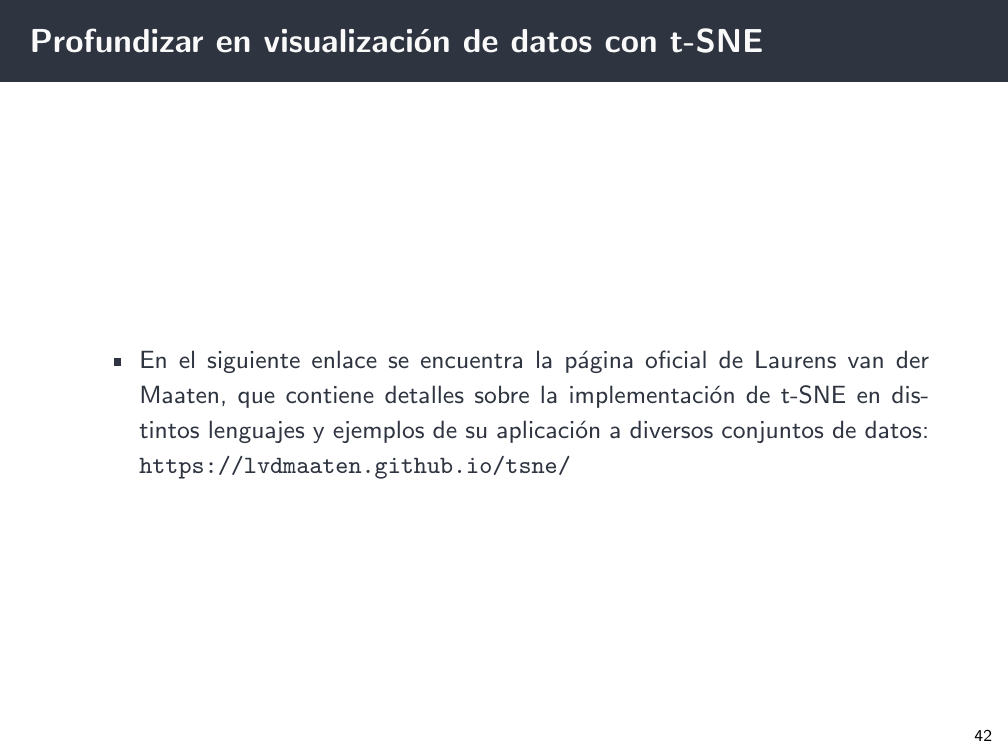 Profundizar en visualización de datos con t-SNE
▪ En el siguiente enlace se encuentra la página oficial de Laurens van der
Maaten, que contiene detalles sobre la implementación de t-SNE en dis-
tintos lenguajes y ejemplos de su aplicación a diversos conjuntos de datos:
https://lvdmaaten.github.io/tsne/
42